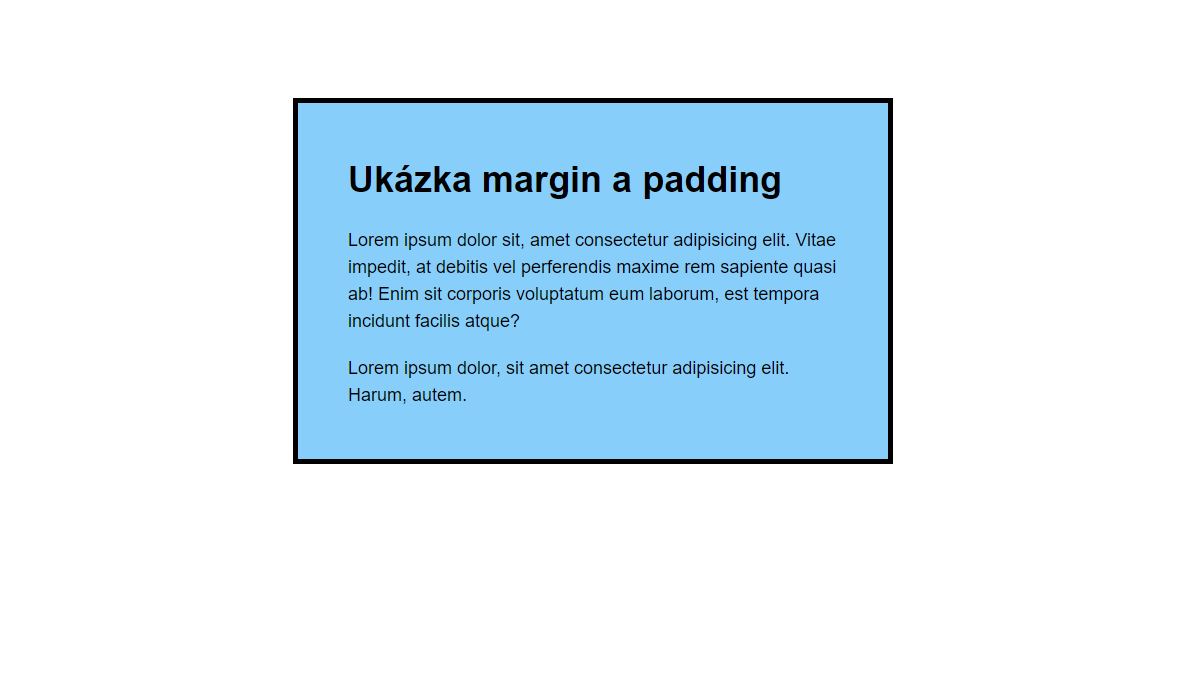 Ukázka margin a padding
Lorem ipsum dolor sit, amet consectetur adipisicing elit. Vitae
impedit, at debitis vel perferendis maxime rem sapiente quasi
ab! Enim sit corporis voluptatum eum laborum, est tempora
incidunt facilis atque?
Lorem ipsum dolor, sit amet consectetur adipisicing elit.
Harum, autem.